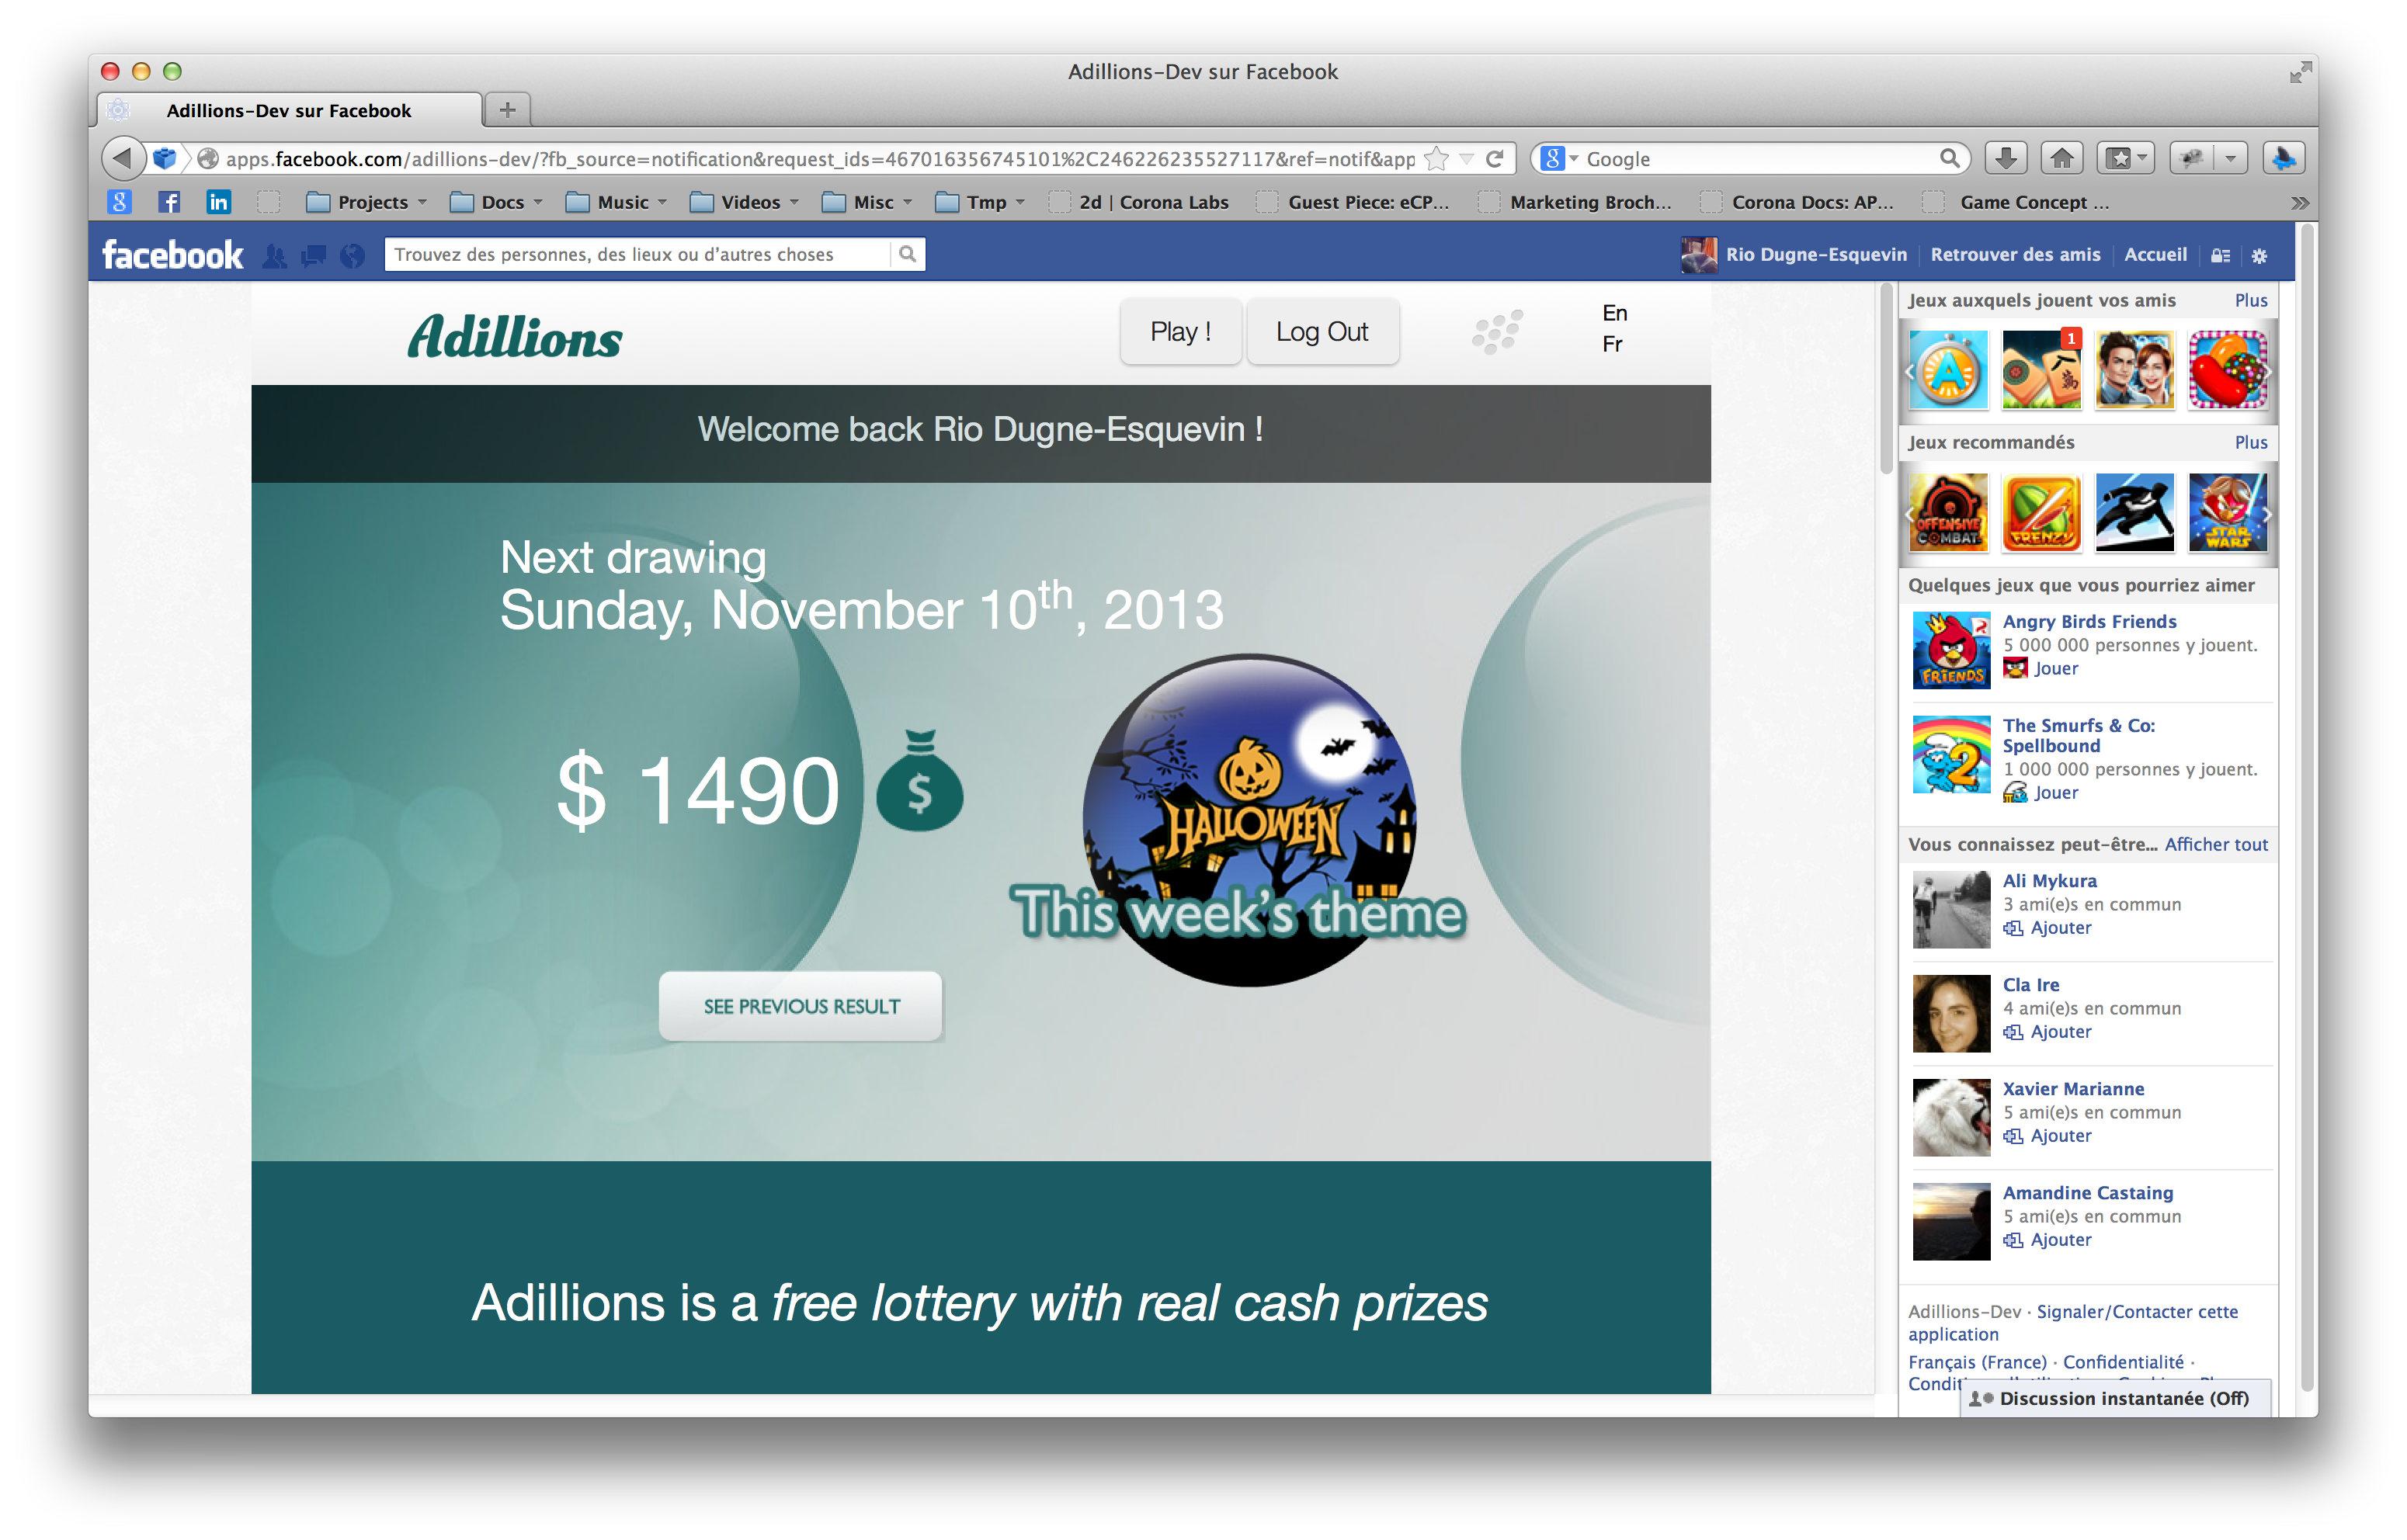 Adillions-Dev sur Facebook
Adillions-Dev sur Facebook
apps.facebook.com/adillions-dev/?fb_source=notification&request_ids=467016356745101%2C246226235527117&ref=notif&app
Google
Projects
Docs
Music
Videos
Misc
Tmp
2d | Corona Labs
Guest Piece: eCP...
Marketing Broch...
Corona Docs: AP...
Game Concept ...
facebook
Trouvez des personnes, des lieux ou d'autres choses
Rio Dugne-Esquevin
Retrouver des amis
Accueil
Adillions
Play !
Log Out
En
Fr
Welcome back Rio Dugne-Esquevin !
Next drawing
Sunday, November 10th, 2013
$ 1490
$
HALLOWEEN
This week's theme
SEE PREVIOUS RESULT
Adillions is a free lottery with real cash prizes
Jeux auxquels jouent vos amis
Plus
A
1
Jeux recommandés
Plus
OFFENSIVE
COMBAT
FRENZY
STAR
WARS
Quelques jeux que vous pourriez aimer
FRIENDS
Angry Birds Friends
5 000 000 personnes y jouent.
Jouer
2
The Smurfs & Co:
Spellbound
1 000 000 personnes y jouent.
Jouer
Vous connaissez peut-être...
Afficher tout
Ali Mykura
3 ami(e)s en commun
Ajouter
Cla Ire
4 ami(e)s en commun
Ajouter
Xavier Marianne
5 ami(e)s en commun
Ajouter
Amandine Castaing
5 ami(e)s en commun
Ajouter
Adillions-Dev · Signaler/Contacter cette
application
Français (France) · Confidentialité ·
Discussion instantanée (Off)